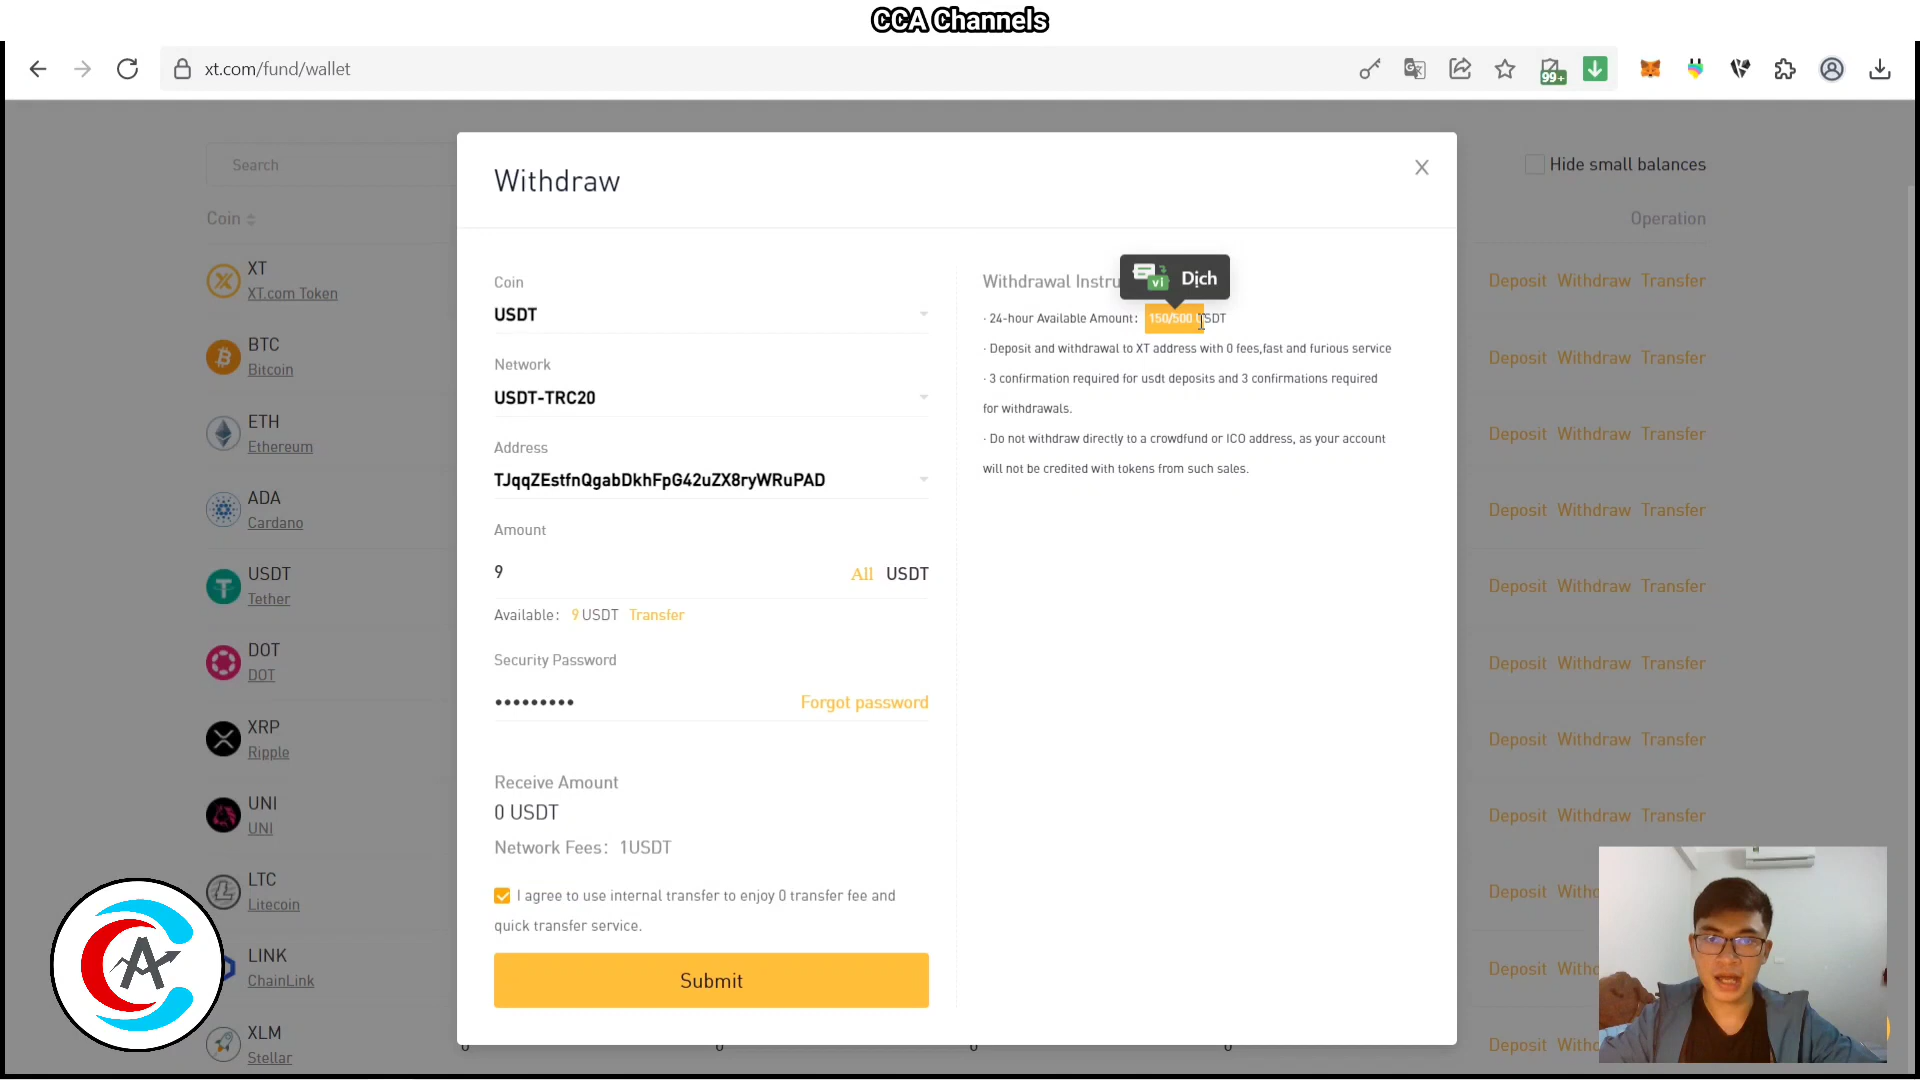 CCA Channels
xt.com/fund/wallet
99+
Search
Hide small balances
Coin
Operation
XT
XT.com Token
Deposit Withdraw Transfer
BTC
Bitcoin
Deposit Withdraw Transfer
ETH
Ethereum
Deposit Withdraw Transfer
ADA
Cardano
Deposit Withdraw Transfer
USDT
Tether
Deposit Withdraw Transfer
DOT
DOT
Deposit Withdraw Transfer
XRP
Ripple
Deposit Withdraw Transfer
UNI
UNI
Deposit Withdraw Transfer
LTC
Litecoin
Deposit
LINK
ChainLink
Deposit
XLM
Stellar
Deposit
Withdraw
Coin
USDT
Network
USDT-TRC20
Address
TJqqZEstfnQgabDkhFpG42uZX8ryWRuPAD
Amount
9
All USDT
Available: 9 USDT Transfer
Security Password
•••••••••
Forgot password
Receive Amount
0 USDT
Network Fees: 1USDT
I agree to use internal transfer to enjoy 0 transfer fee and
quick transfer service.
Submit
Withdrawal Instru
vi Dịch
· 24-hour Available Amount: 150/500 USDT
· Deposit and withdrawal to XT address with 0 fees,fast and furious service
· 3 confirmation required for usdt deposits and 3 confirmations required
for withdrawals.
· Do not withdraw directly to a crowdfund or ICO address, as your account
will not be credited with tokens from such sales.